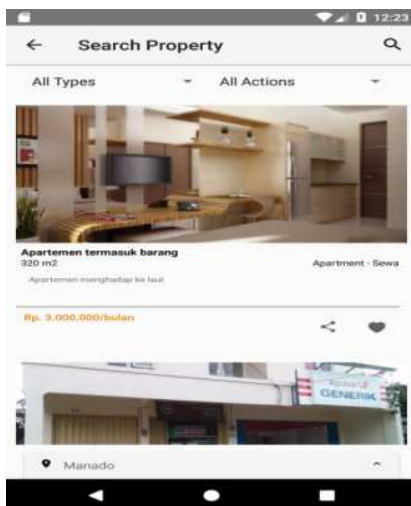 12:23
Search Property
All Types
All Actions
Apartemen termasuk barang
320 m2
Apartment - Sewa
Apartemen menghadap ke laut
Rp. 3.000.000/bulan
Apotek
GENERIK
Manado